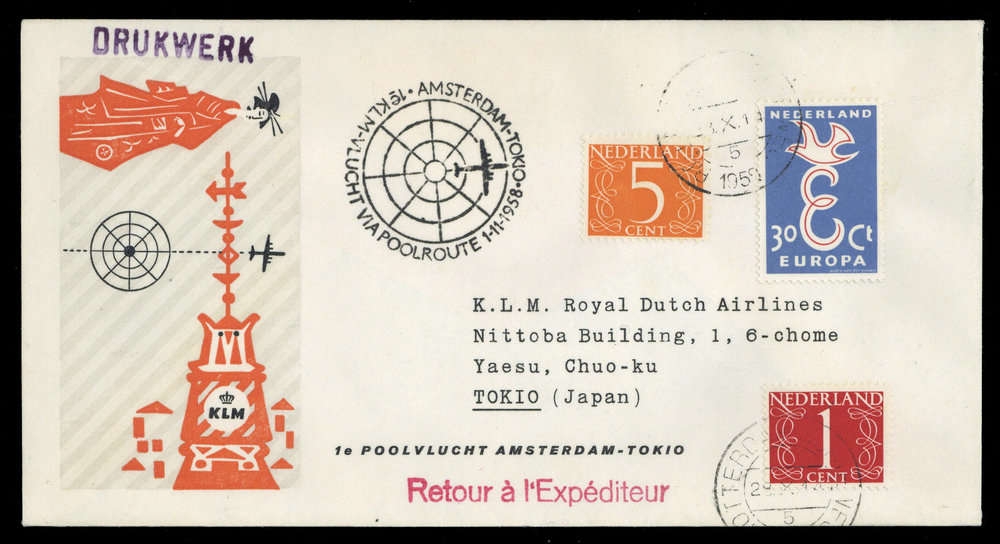 DRUKWERK
1e KLM-VLUCHT VIA POOLROUTE 1-11-1958 • AMSTERDAM-TOKIO •
NEDERLAND
5
CENT
5
NEDERLAND
30 Ct
EUROPA
KLM
K.L.M. Royal Dutch Airlines
Nittoba Building, 1, 6-chome
Yaesu, Chuo-ku
TOKIO (Japan)
1e POOLVLUCHT AMSTERDAM-TOKIO
Retour à l'Expéditeur
NEDERLAND
1
CENT
5